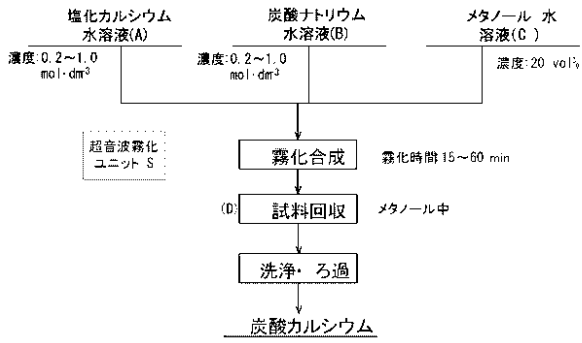 塩化カルシウム
水溶液(A)
濃度:0.2~1.0
mol·dm³
炭酸ナトリウム
水溶液(B)
濃度:0.2~1.0
mol·dm³
メタノール 水
溶液(C )
濃度:20 vol%
超音波霧化
ユニット S
霧化合成
霧化時間 15~60 min
(D)
試料回収
メタノール中
洗浄・ ろ過
炭酸カルシウム